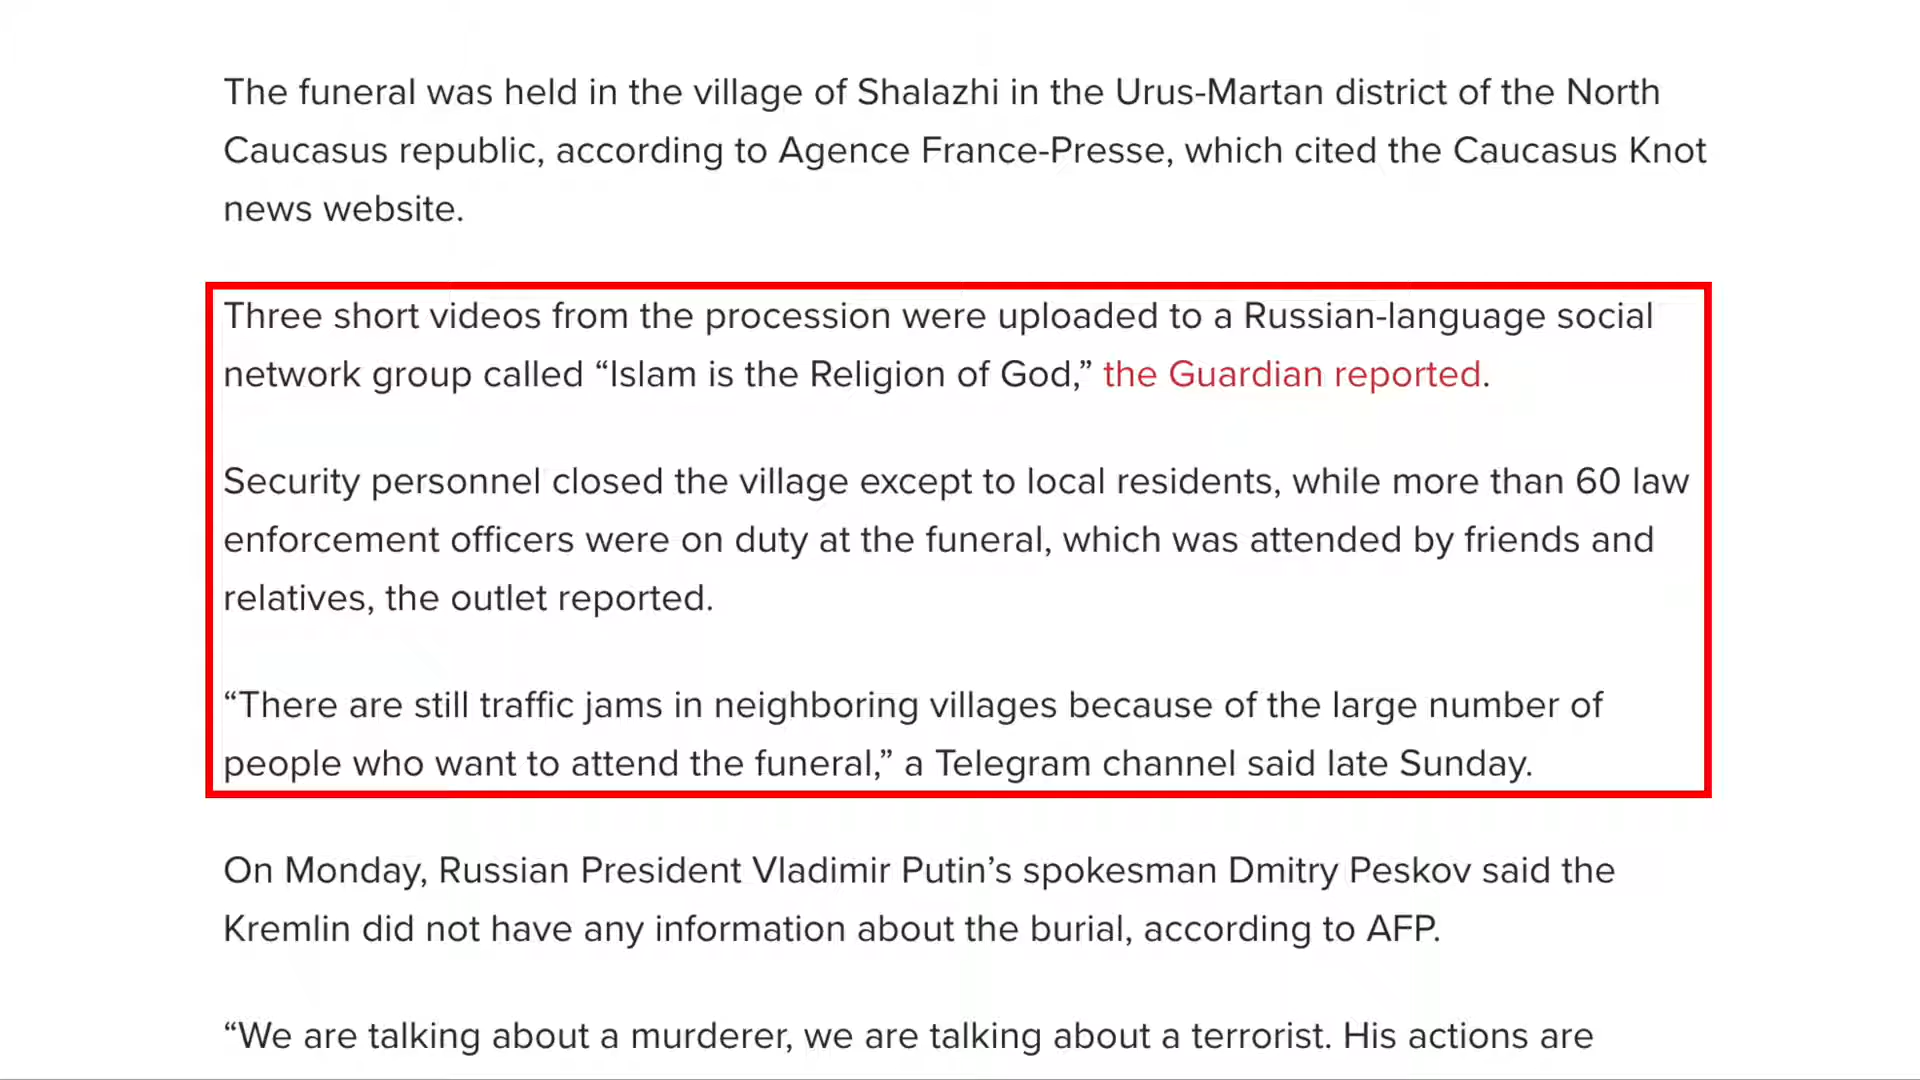 The funeral was held in the village of Shalazhi in the Urus-Martan district of the North
Caucasus republic, according to Agence France-Presse, which cited the Caucasus Knot
news website.
Three short videos from the procession were uploaded to a Russian-language social
network group called “Islam is the Religion of God,” the Guardian reported.
Security personnel closed the village except to local residents, while more than 60 law
enforcement officers were on duty at the funeral, which was attended by friends and
relatives, the outlet reported.
“There are still traffic jams in neighboring villages because of the large number of
people who want to attend the funeral,” a Telegram channel said late Sunday.
On Monday, Russian President Vladimir Putin’s spokesman Dmitry Peskov said the
Kremlin did not have any information about the burial, according to AFP.
“We are talking about a murderer, we are talking about a terrorist. His actions are